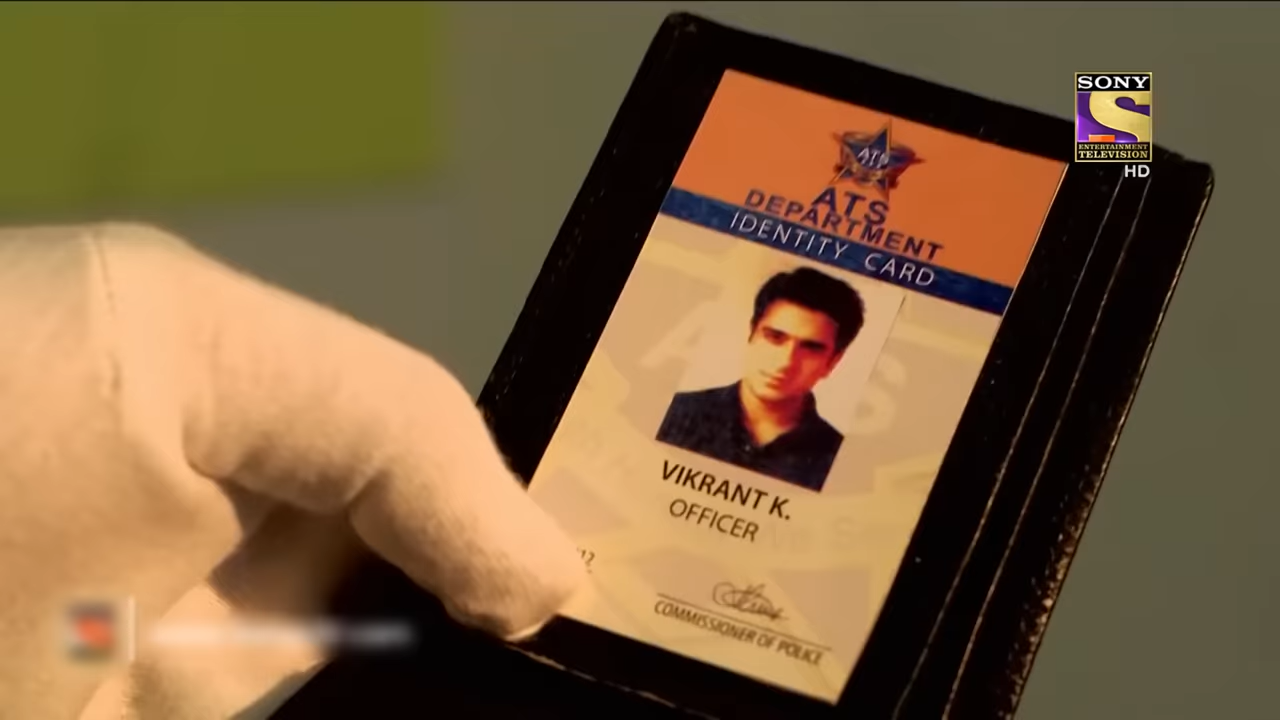 SONY
ENTERTAINMENT
TELEVISION
HD
ATS
ATS
DEPARTMENT
IDENTITY CARD
VIKRANT K.
OFFICER
COMMISSIONER OF POLICE